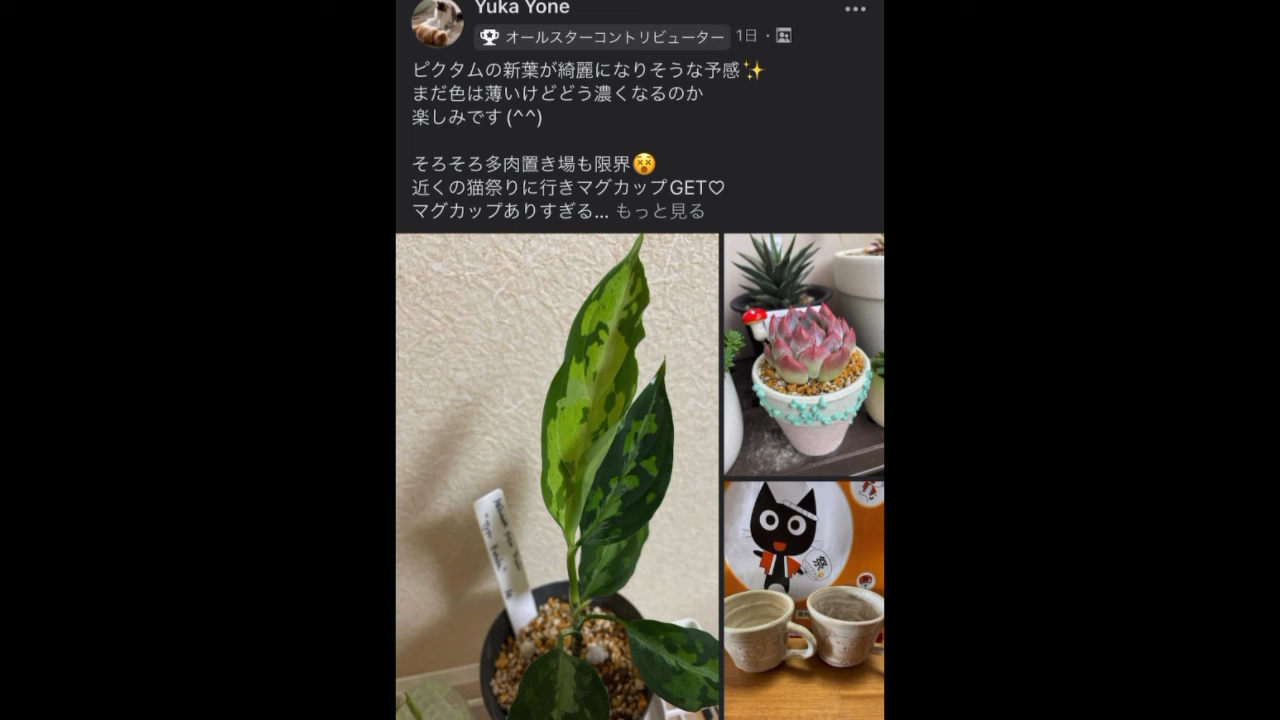 Yuka Yone
オールスターコントリビューター 1日
ピクタムの新葉が綺麗になりそうな予感✨
まだ色は薄いけどどう濃くなるのか
楽しみです(^^)
そろそろ多肉置き場も限界😵
近くの猫祭りに行きマグカップGET♡
マグカップありすぎる... もっと見る
祭